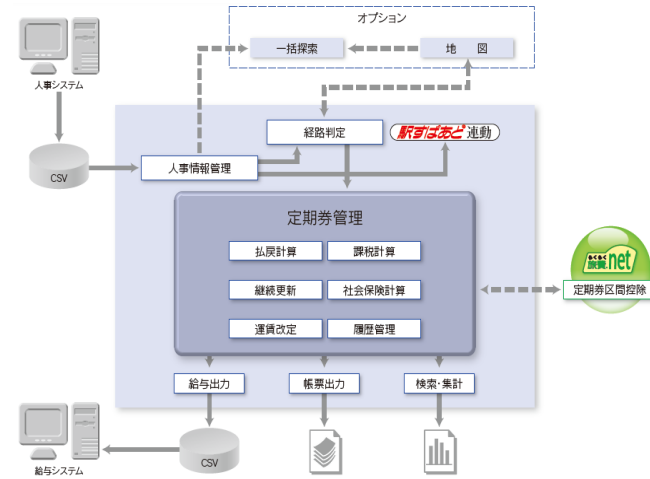 オプション
一括探索
地 図
人事システム
経路判定
駅すぱあと 連動
人事情報管理
CSV
定期券管理
払戻計算
課税計算
継続更新
社会保険計算
運賃改定
履歴管理
らくらく
旅費.net
定期券区間控除
給与出力
帳票出力
検索・集計
給与システム
CSV